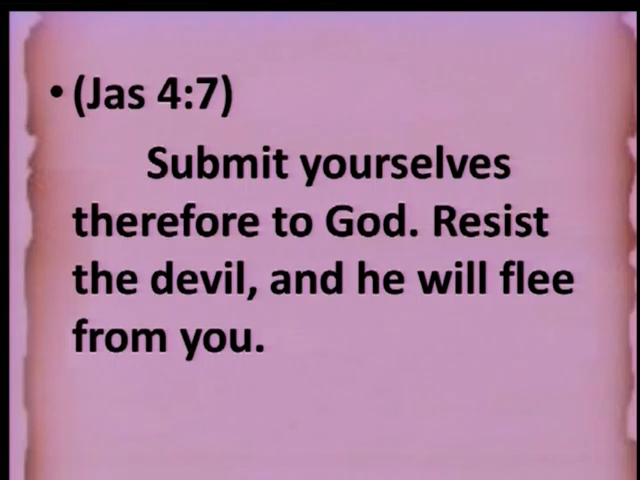 • (Jas 4:7)
Submit yourselves
therefore to God. Resist
the devil, and he will flee
from you.